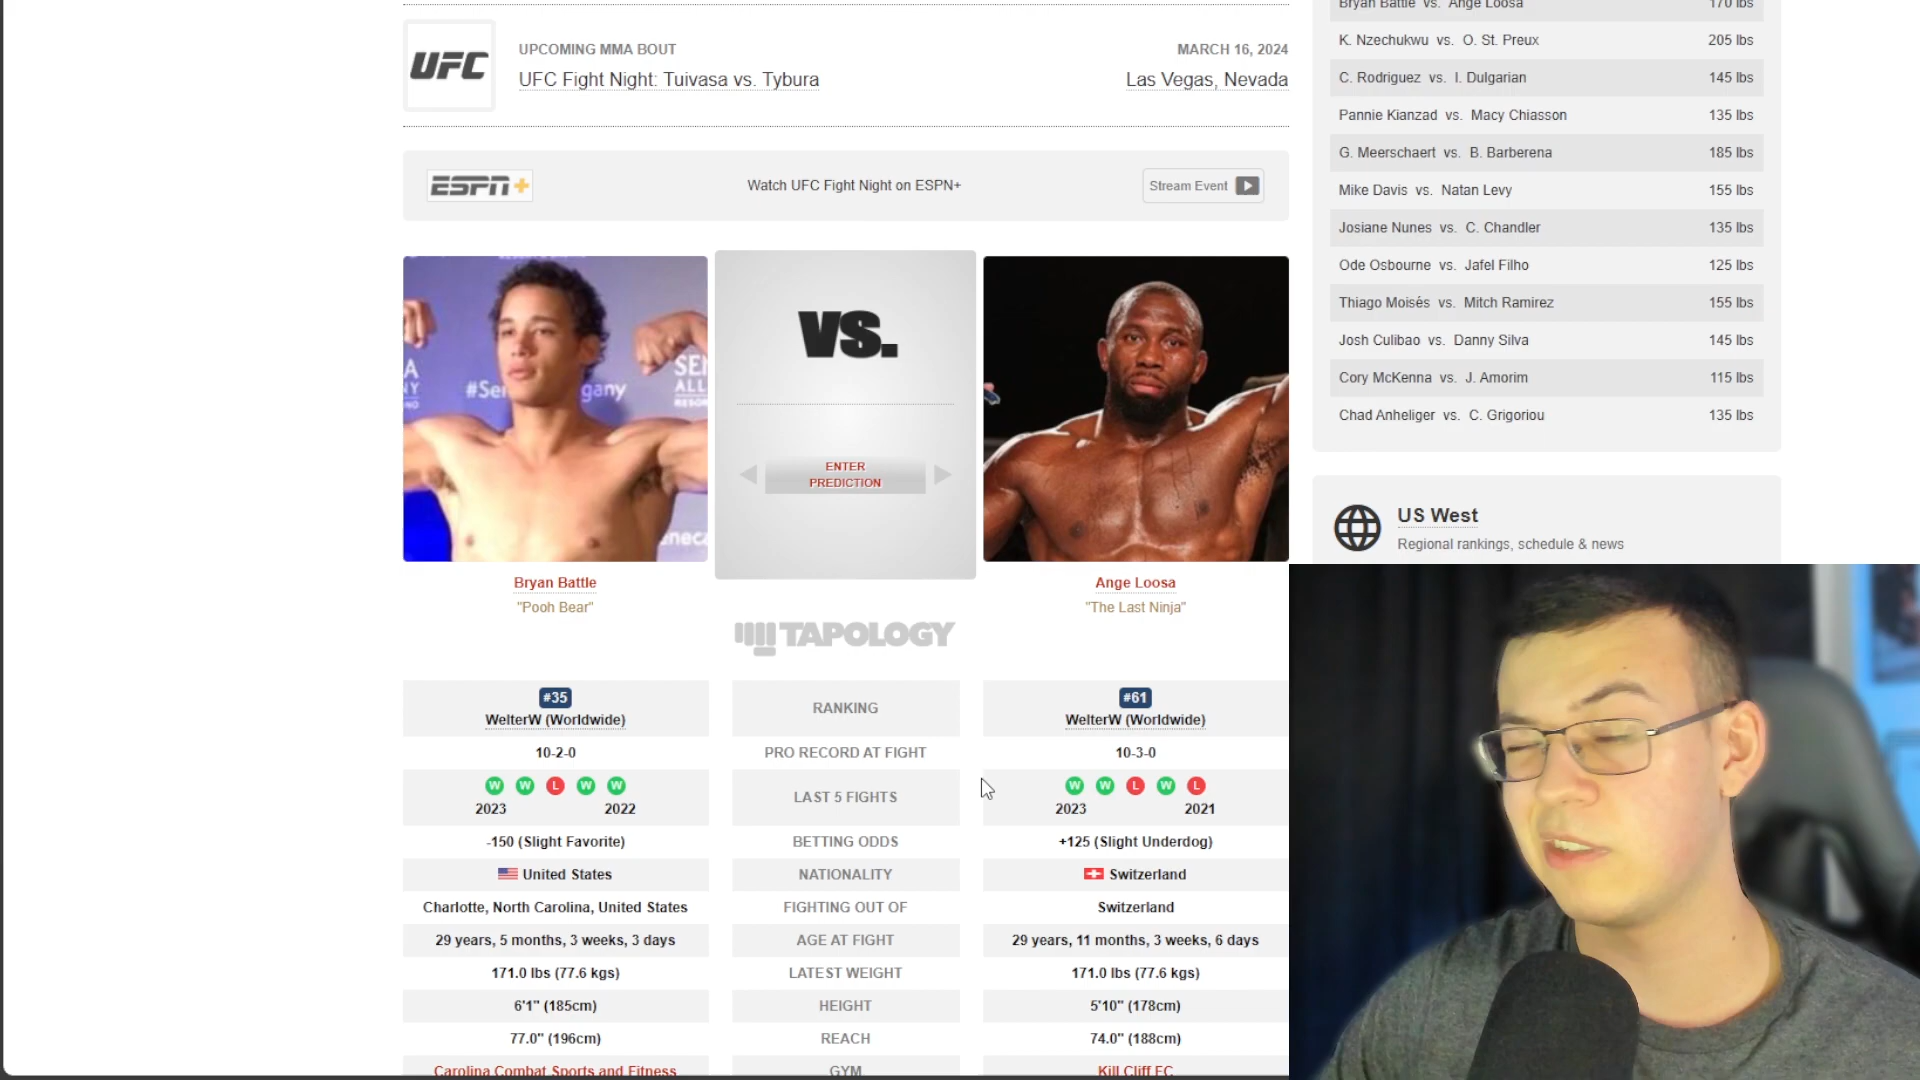 UFC
UPCOMING MMA BOUT
MARCH 16, 2024
UFC Fight Night: Tuivasa vs. Tybura
Las Vegas, Nevada
ESPN+
Watch UFC Fight Night on ESPN+
Stream Event
#Sen
gany
VS.
ENTER
PREDICTION
Bryan Battle
"Pooh Bear"
Ange Loosa
"The Last Ninja"
TAPOLOGY
#35
WelterW (Worldwide)
RANKING
#61
WelterW (Worldwide)
10-2-0
PRO RECORD AT FIGHT
10-3-0
W W L W W
2023 2022
LAST 5 FIGHTS
W W L W L
2023 2021
-150 (Slight Favorite)
BETTING ODDS
+125 (Slight Underdog)
United States
NATIONALITY
Switzerland
Charlotte, North Carolina, United States
FIGHTING OUT OF
Switzerland
29 years, 5 months, 3 weeks, 3 days
AGE AT FIGHT
29 years, 11 months, 3 weeks, 6 days
171.0 lbs (77.6 kgs)
LATEST WEIGHT
171.0 lbs (77.6 kgs)
6'1" (185cm)
HEIGHT
5'10" (178cm)
77.0" (196cm)
REACH
74.0" (188cm)
Carolina Combat Sports and Fitness
GYM
Kill Cliff FC
Bryan Battle vs. Ange Loosa 170 lbs
K. Nzechukwu vs. O. St. Preux 205 lbs
C. Rodriguez vs. I. Dulgarian 145 lbs
Pannie Kianzad vs. Macy Chiasson 135 lbs
G. Meerschaert vs. B. Barberena 185 lbs
Mike Davis vs. Natan Levy 155 lbs
Josiane Nunes vs. C. Chandler 135 lbs
Ode Osbourne vs. Jafel Filho 125 lbs
Thiago Moisés vs. Mitch Ramirez 155 lbs
Josh Culibao vs. Danny Silva 145 lbs
Cory McKenna vs. J. Amorim 115 lbs
Chad Anheliger vs. C. Grigoriou 135 lbs
US West
Regional rankings, schedule & news